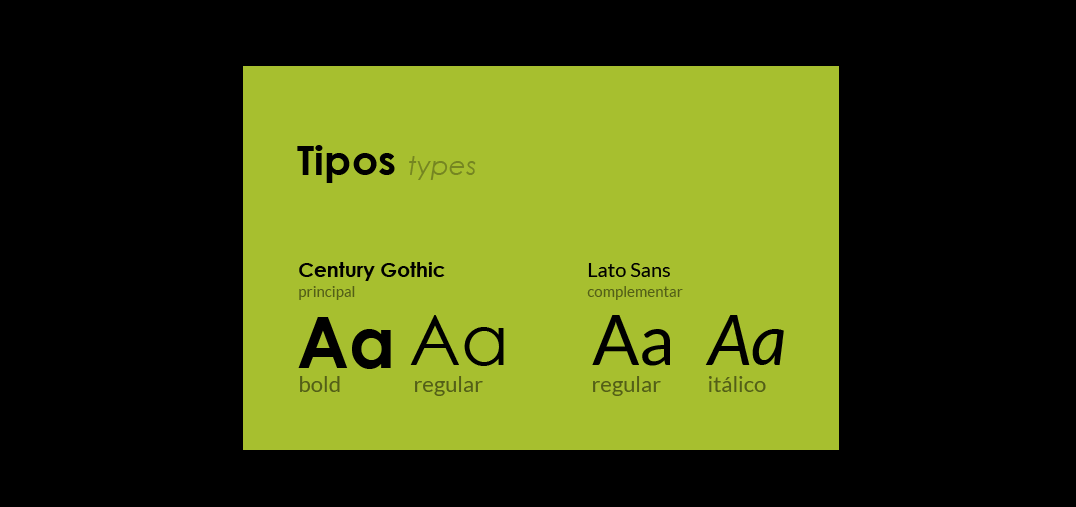 Tipos types
Century Gothic
principal
Aa Aa
bold regular
Lato Sans
complementar
Aa Aa
regular itálico